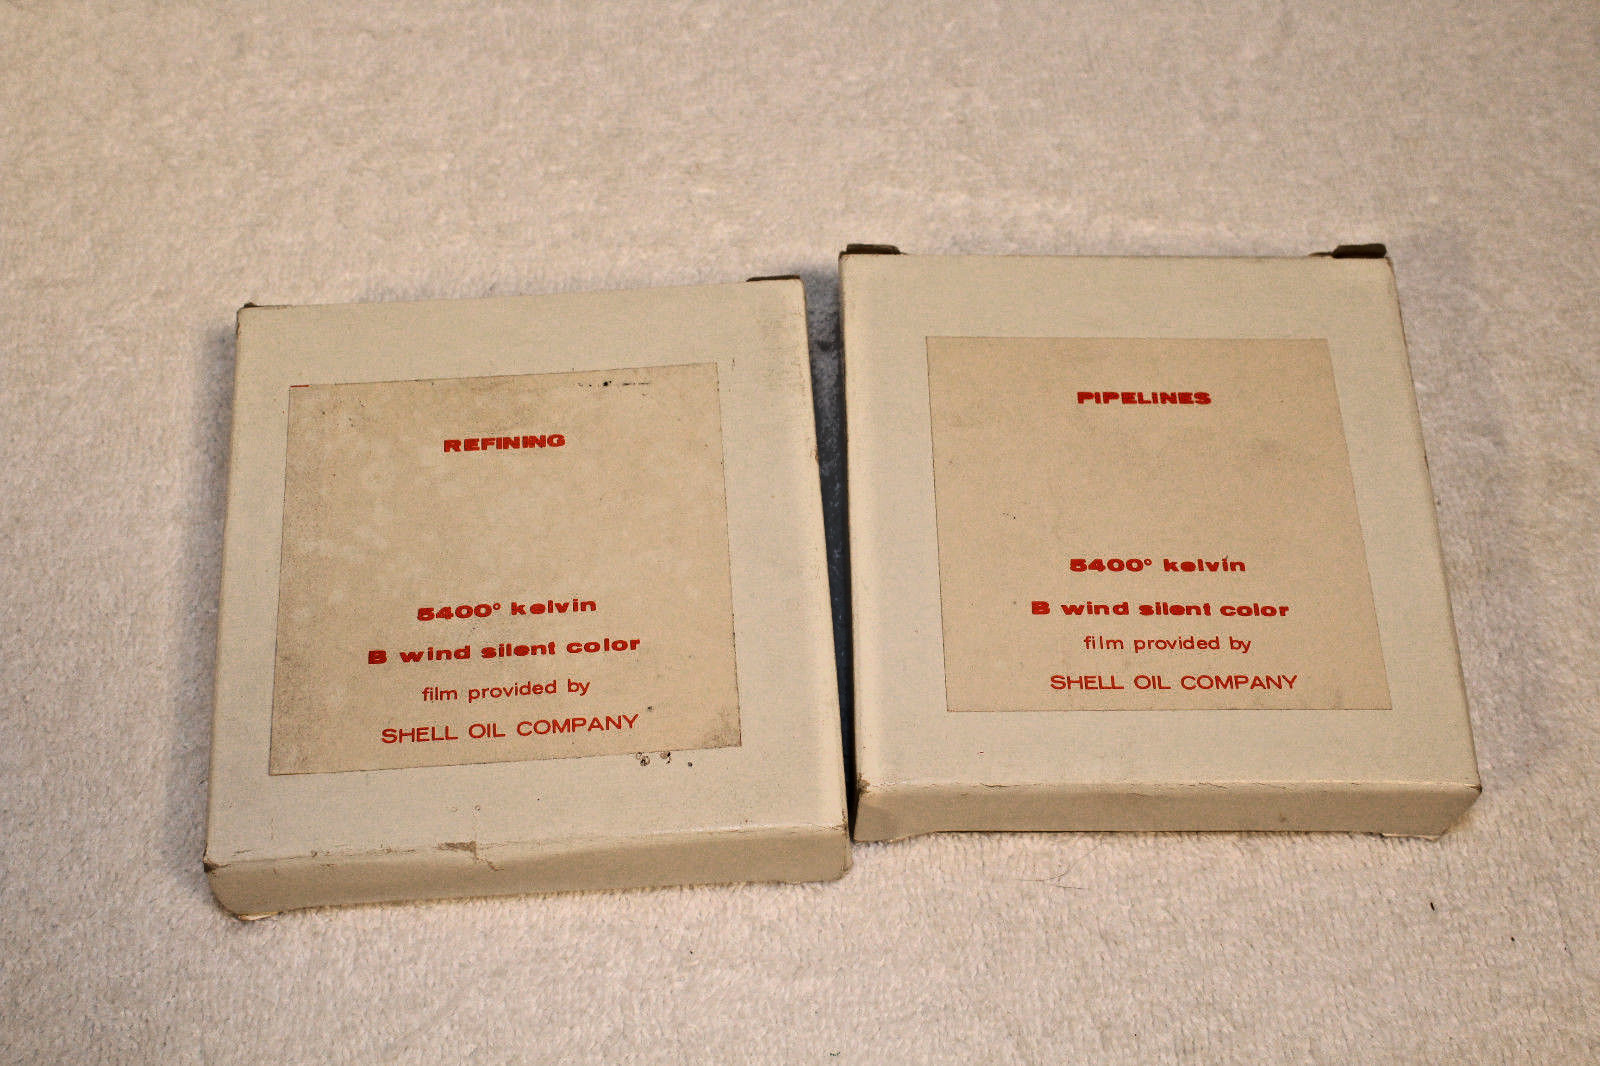 REFINING
5400° kelvin
B wind silent color
film provided by
SHELL OIL COMPANY
PIPELINES
5400° kelvin
B wind silent color
film provided by
SHELL OIL COMPANY